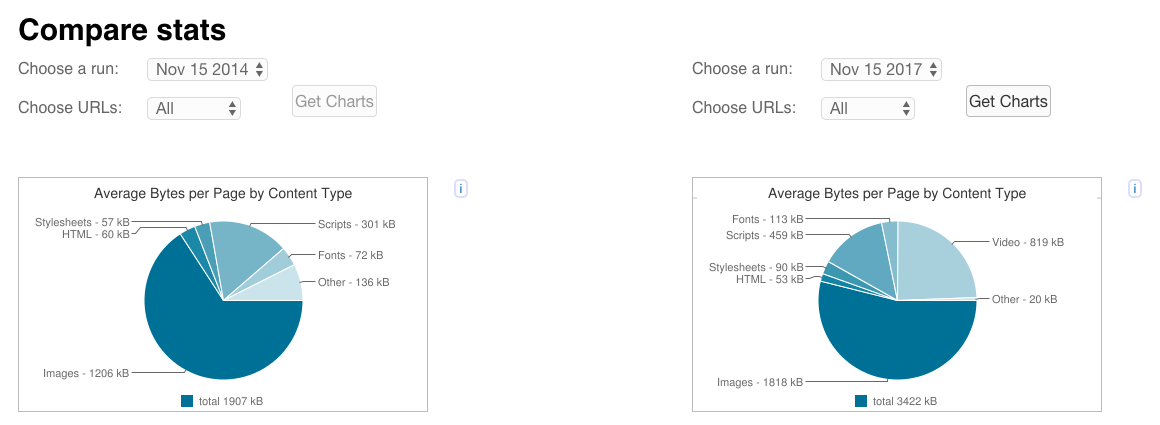 Compare stats
Choose a run: Nov 15 2014
Choose URLs: All Get Charts
Average Bytes per Page by Content Type
i
Stylesheets - 57 kB
HTML - 60 kB
Scripts - 301 kB
Fonts - 72 kB
Other - 136 kB
Images - 1206 kB
total 1907 kB
Choose a run: Nov 15 2017
Choose URLs: All Get Charts
Average Bytes per Page by Content Type
i
Fonts - 113 kB
Scripts - 459 kB
Video - 819 kB
Stylesheets - 90 kB
HTML - 53 kB
Other - 20 kB
Images - 1818 kB
total 3422 kB